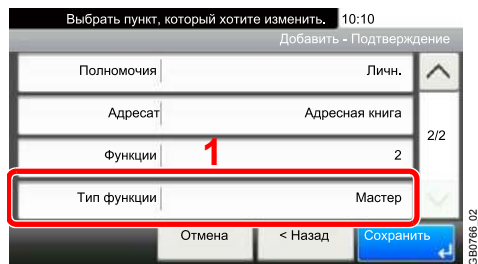 Выбрать пункт, который хотите изменить. 10:10
Добавить - Подтверждение
Полномочия Личн.
Адресат Адресная книга
2/2
Функции 1 2
Тип функции Мастер
Отмена < Назад Сохранить
GB0766_02